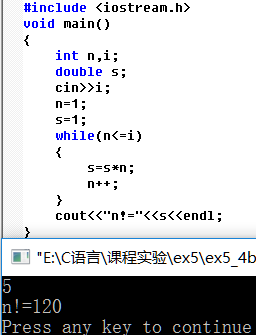 #include <iostream.h>
void main()
{
int n,i;
double s;
cin>>i;
n=1;
s=1;
while(n<=i)
{
s=s*n;
n++;
}
cout<<"n!="<<s<<endl;
}
"E:\C语言\课程实验\ex5\ex5_4b
5
n!=120
Press any key to continue